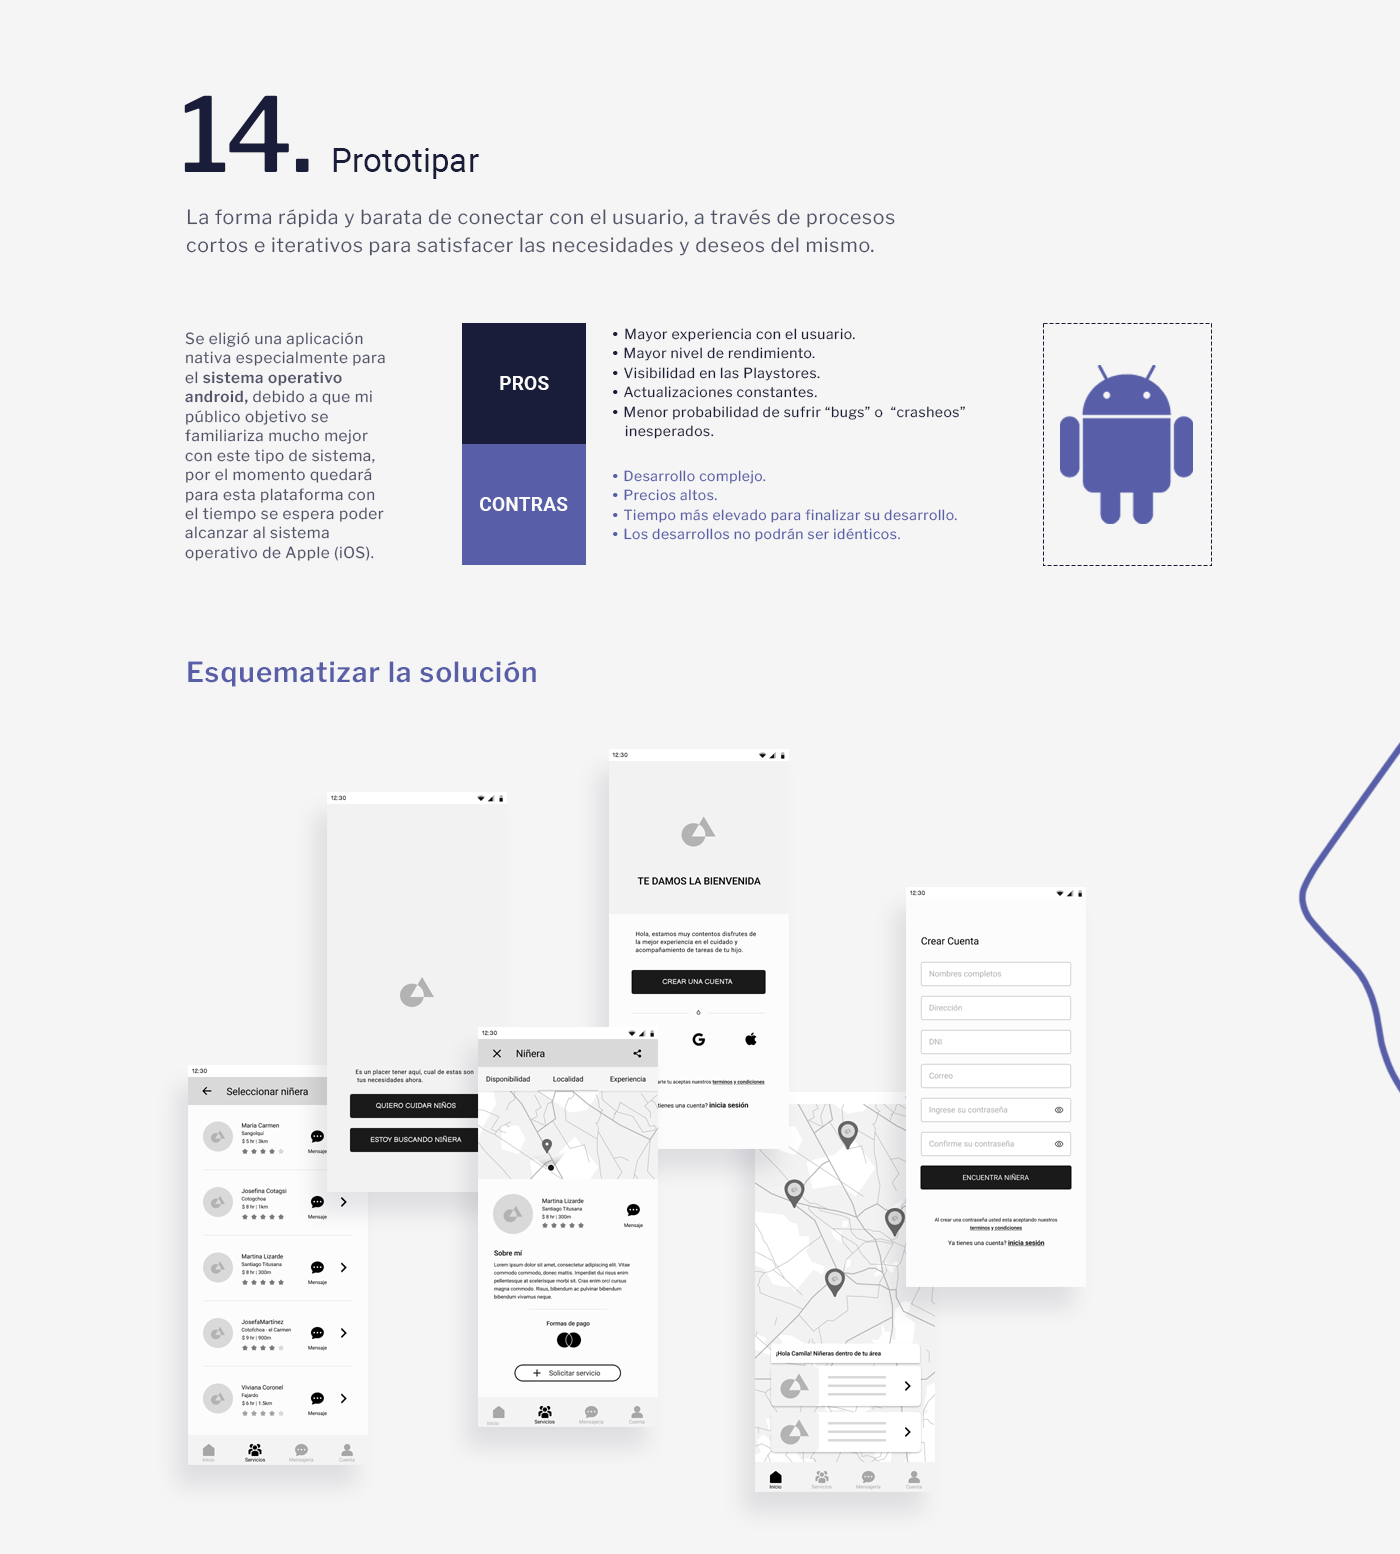 14. Prototipar
La forma rápida y barata de conectar con el usuario, a través de procesos
cortos e iterativos para satisfacer las necesidades y deseos del mismo.
Se eligió una aplicación
nativa especialmente para
el sistema operativo
android, debido a que mi
público objetivo se
familiariza mucho mejor
con este tipo de sistema,
por el momento quedará
para esta plataforma con
el tiempo se espera poder
alcanzar al sistema
operativo de Apple (iOS).
PROS
• Mayor experiencia con el usuario.
• Mayor nivel de rendimiento.
• Visibilidad en las Playstores.
• Actualizaciones constantes.
• Menor probabilidad de sufrir “bugs” o “crasheos”
inesperados.
CONTRAS
• Desarrollo complejo.
• Precios altos.
• Tiempo más elevado para finalizar su desarrollo.
• Los desarrollos no podrán ser idénticos.
Esquematizar la solución
12:30
Seleccionar niñera
Maria Carmen
Sangolquí
$ 5 hr | 3km
Mensaje
Josefina Cotagsi
Cotogchoa
$ 8 hr | 1km
Mensaje
Martina Lizarde
Santiago Titusana
$ 8 hr | 300m
Mensaje
JosefaMartínez
Cotofchoa - el Carmen
$ 9 hr | 900m
Mensaje
Viviana Coronel
Fajardo
$ 6 hr | 1.5km
Mensaje
Inicio
Servicios
Mensajería
Cuenta
12:30
Es un placer tener aqui, cual de estas son
tus necesidades ahora.
QUIERO CUIDAR NIÑOS
ESTOY BUSCANDO NIÑERA
12:30
Niñera
Disponibilidad
Localidad
Experiencia
Martina Lizarde
Santiago Titusana
$ 8 hr | 300m
Mensaje
Sobre mí
Lorem ipsum dolor sit amet, consectetur adipiscing elit. Vitae
commodo commodo, donec mattis. Imperdiet dui risus enim
pellentesque at scelerisque morbi sit. Cras enim orci cursus
magna commodo. Risus, bibendum ac pulvinar bibendum
bibendum vivamus neque.
Formas de pago
+ Solicitar servicio
Inicio
Servicios
Mensajería
Cuenta
12:30
TE DAMOS LA BIENVENIDA
Hola, estamos muy contentos disfrutes de
la mejor experiencia en el cuidado y
acompañamiento de tareas de tu hijo.
CREAR UNA CUENTA
ó
G
arte tu aceptas nuestros terminos y condiciones
ienes una cuenta? inicia sesión
¡Hola Camila! Niñeras dentro de tu área
Inicio
Servicios
Mensajería
Cuenta
12:30
Crear Cuenta
Nombres completos
Dirección
DNI
Correo
Ingrese su contraseña
Confirme su contraseña
ENCUENTRA NIÑERA
Al crear una contraseña usted esta aceptando nuestros
terminos y condiciones
Ya tienes una cuenta? inicia sesión